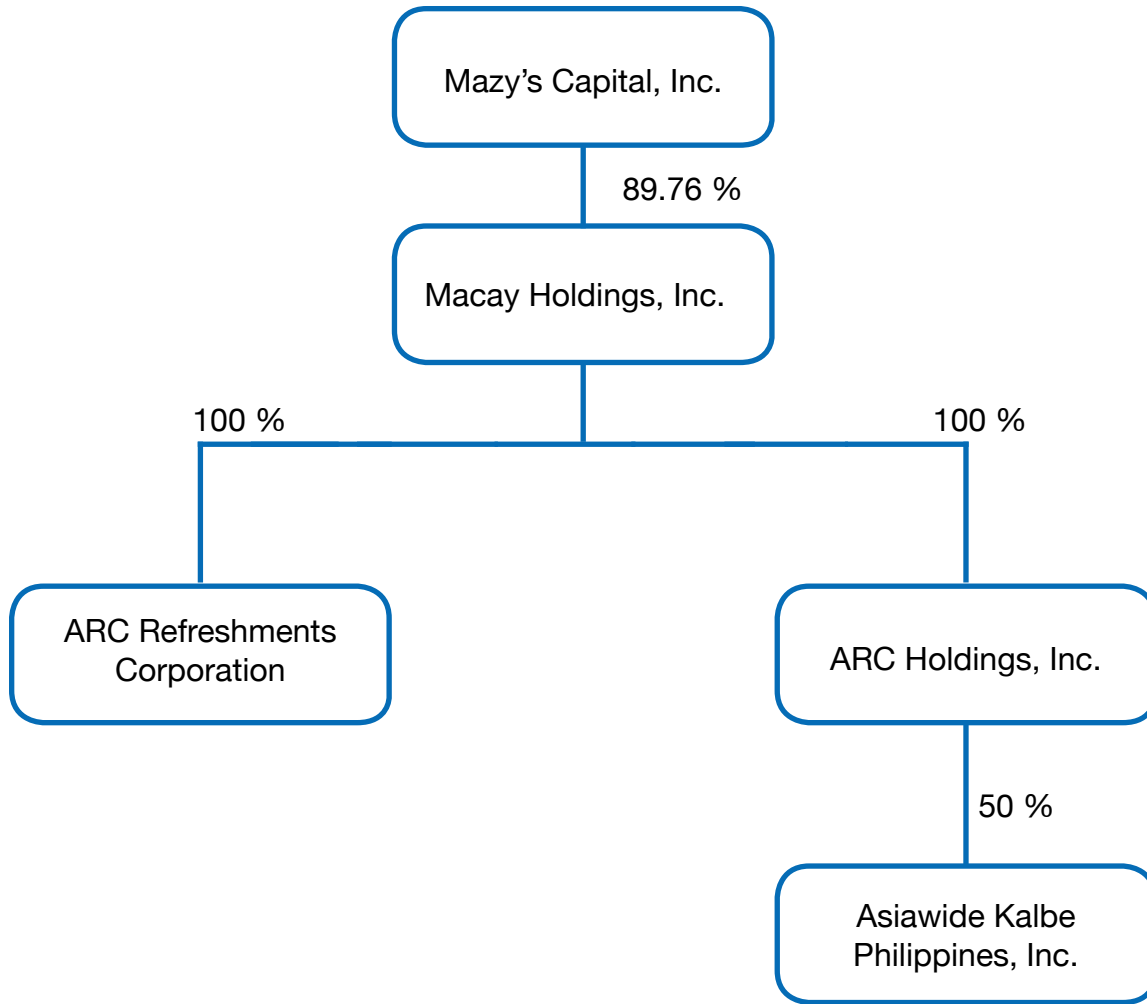 Mazy’s Capital, Inc.
89.76 %
Macay Holdings, Inc.
100 %
100 %
ARC Refreshments
Corporation
ARC Holdings, Inc.
50 %
Asiawide Kalbe
Philippines, Inc.